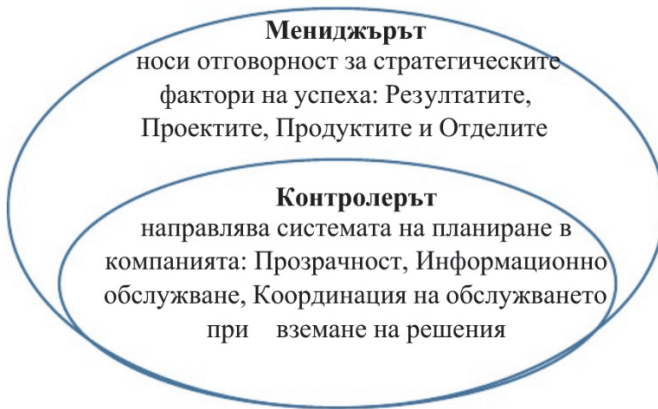 Мениджърът
носи отговорност за стратегическите
фактори на успеха: Резултатите,
Проектите, Продуктите и Отделите
Контролерът
направлява системата на планиране в
компанията: Прозрачност, Информационно
обслужване, Координация на обслужването
при вземане на решения